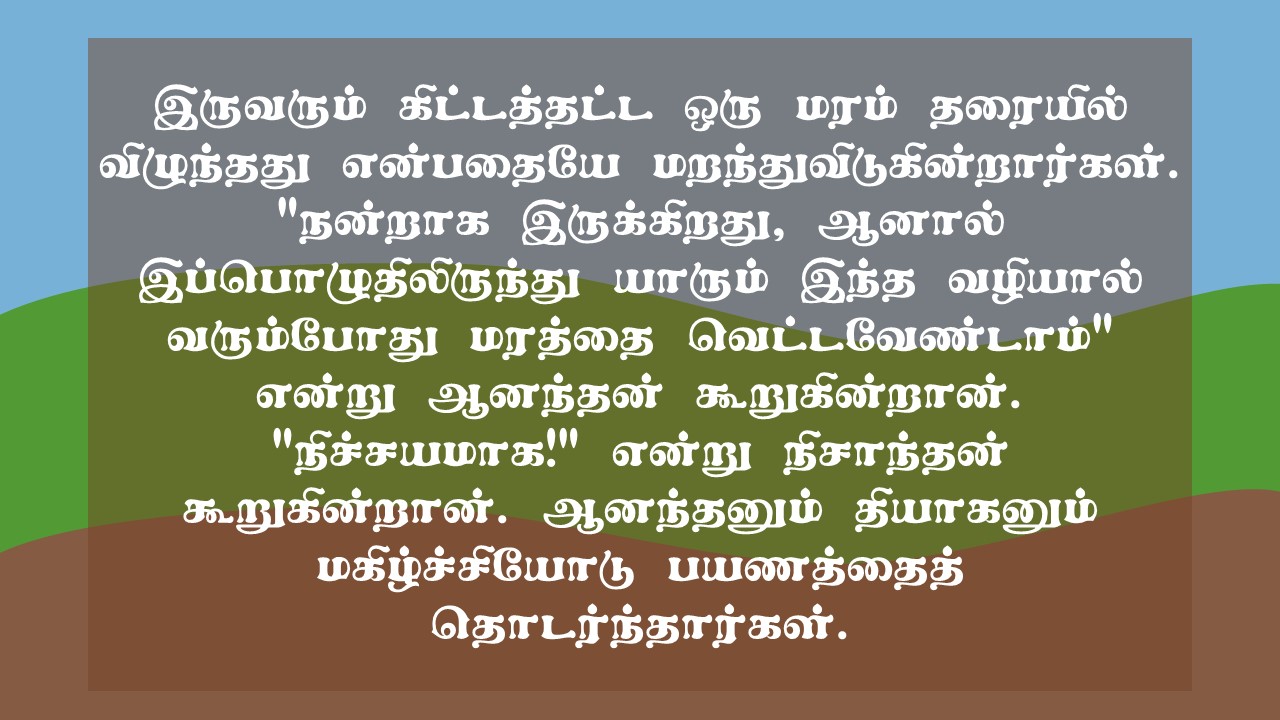 இருவரும் கிட்டத்தட்ட ஒரு மரம் தரையில்
விழுந்தது என்பதையே மறந்துவிடுகின்றார்கள்.
"நன்றாக இருக்கிறது, ஆனால்
இப்பொழுதிலிருந்து யாரும் இந்த வழியால்
வரும்போது மரத்தை வெட்டவேண்டாம்"
என்று ஆனந்தன் கூறுகின்றான்.
"நிச்சயமாக!" என்று நிசாந்தன்
கூறுகின்றான். ஆனந்தனும் தியாகனும்
மகிழ்ச்சியோடு பயணத்தைத்
தொடர்ந்தார்கள்.